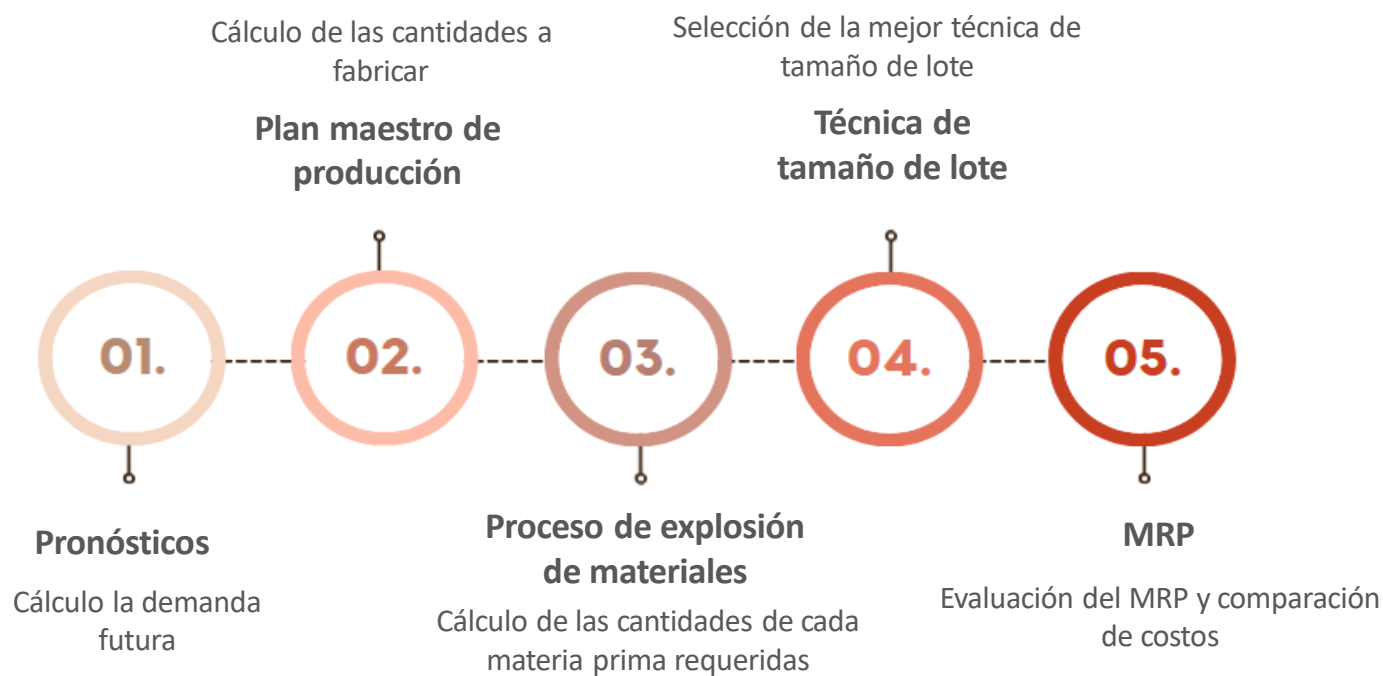 Cálculo de las cantidades a
fabricar
Plan maestro de
producción
Selección de la mejor técnica de
tamaño de lote
Técnica de
tamaño de lote
01.
02.
03.
04.
05.
Pronósticos
Cálculo la demanda
futura
Proceso de explosión
de materiales
Cálculo de las cantidades de cada
materia prima requeridas
MRP
Evaluación del MRP y comparación
de costos